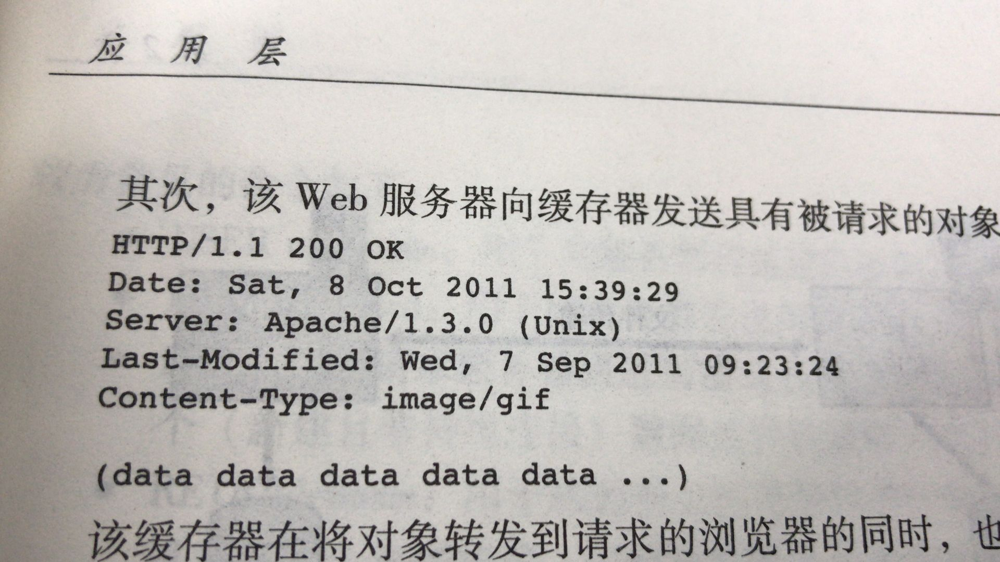 应 用 层
其次，该 Web 服务器向缓存器发送具有被请求的对象
HTTP/1.1 200 OK
Date: Sat, 8 Oct 2011 15:39:29
Server: Apache/1.3.0 (Unix)
Last-Modified: Wed, 7 Sep 2011 09:23:24
Content-Type: image/gif
(data data data data data ...)
该缓存器在将对象转发到请求的浏览器的同时，也